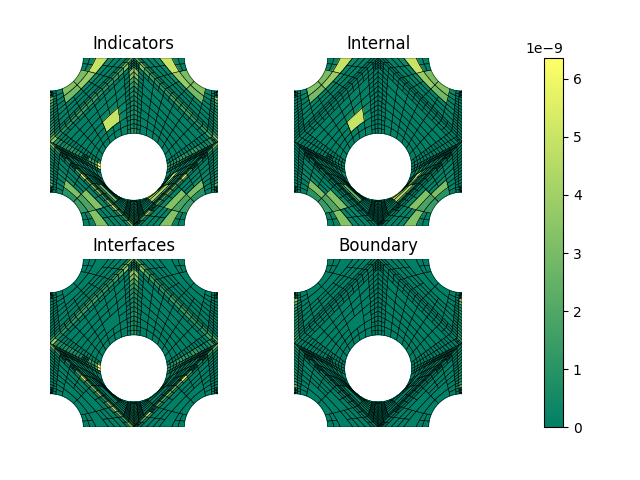 Indicators
Internal
1e−9
Interfaces
Boundary
6
5
4
3
2
1
0